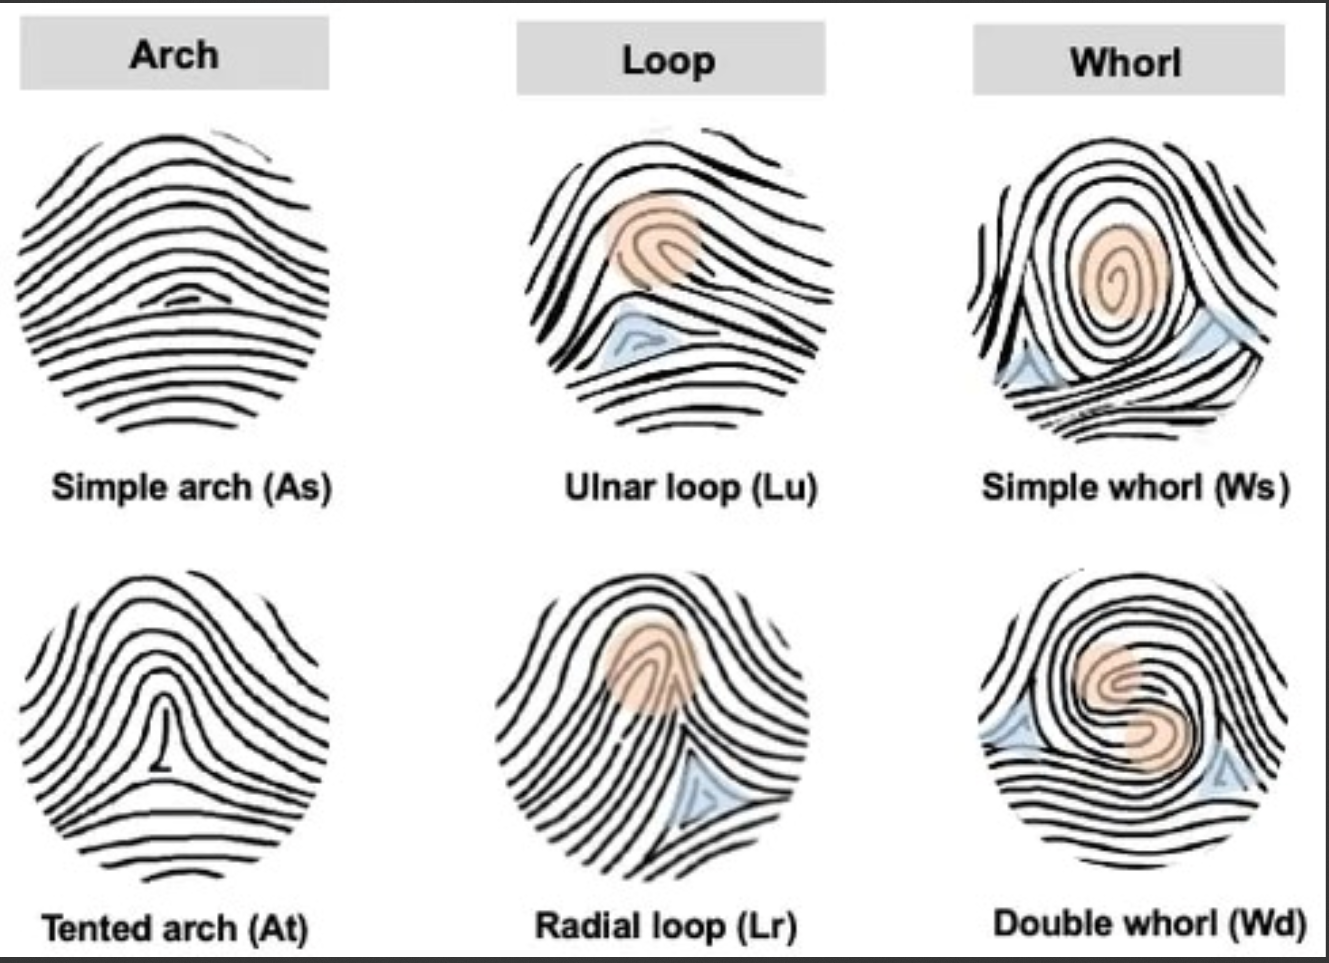 Arch
Loop
Whorl
Simple arch (As)
Ulnar loop (Lu)
Simple whorl (Ws)
Tented arch (At)
Radial loop (Lr)
Double whorl (Wd)